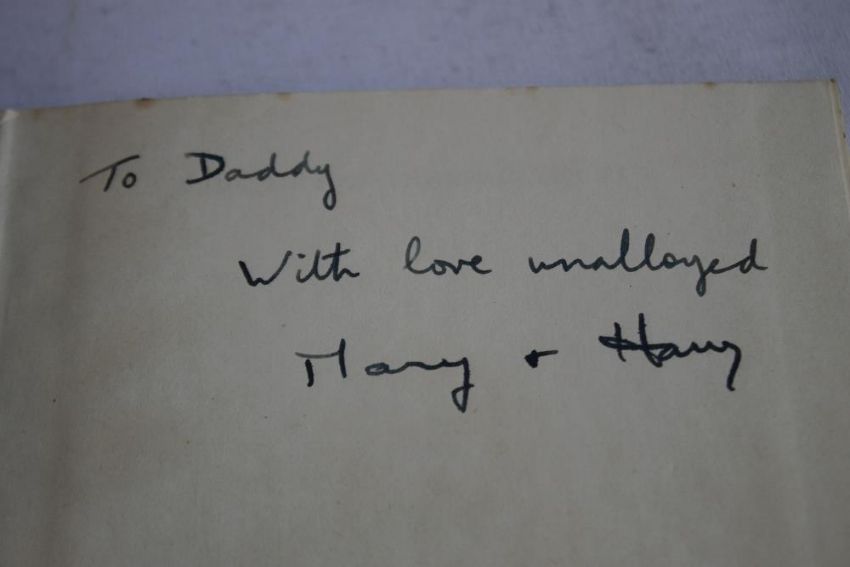 To Daddy
With love unalloyed
Mary + Harry